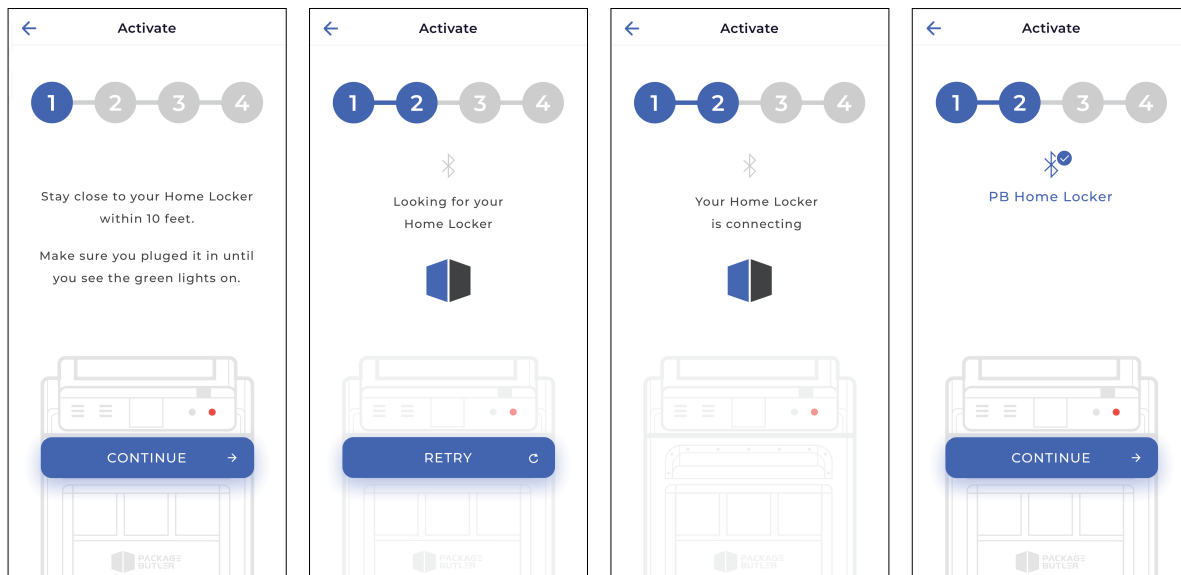 Activate
1 2 3 4
Stay close to your Home Locker
within 10 feet.
Make sure you pluged it in until
you see the green lights on.
CONTINUE
PACKAGE
BUTLER
Activate
1 2 3 4
Looking for your
Home Locker
RETRY
PACKAGE
BUTLER
Activate
1 2 3 4
Your Home Locker
is connecting
PACKAGE
BUTLER
Activate
1 2 3 4
PB Home Locker
CONTINUE
PACKAGE
BUTLER